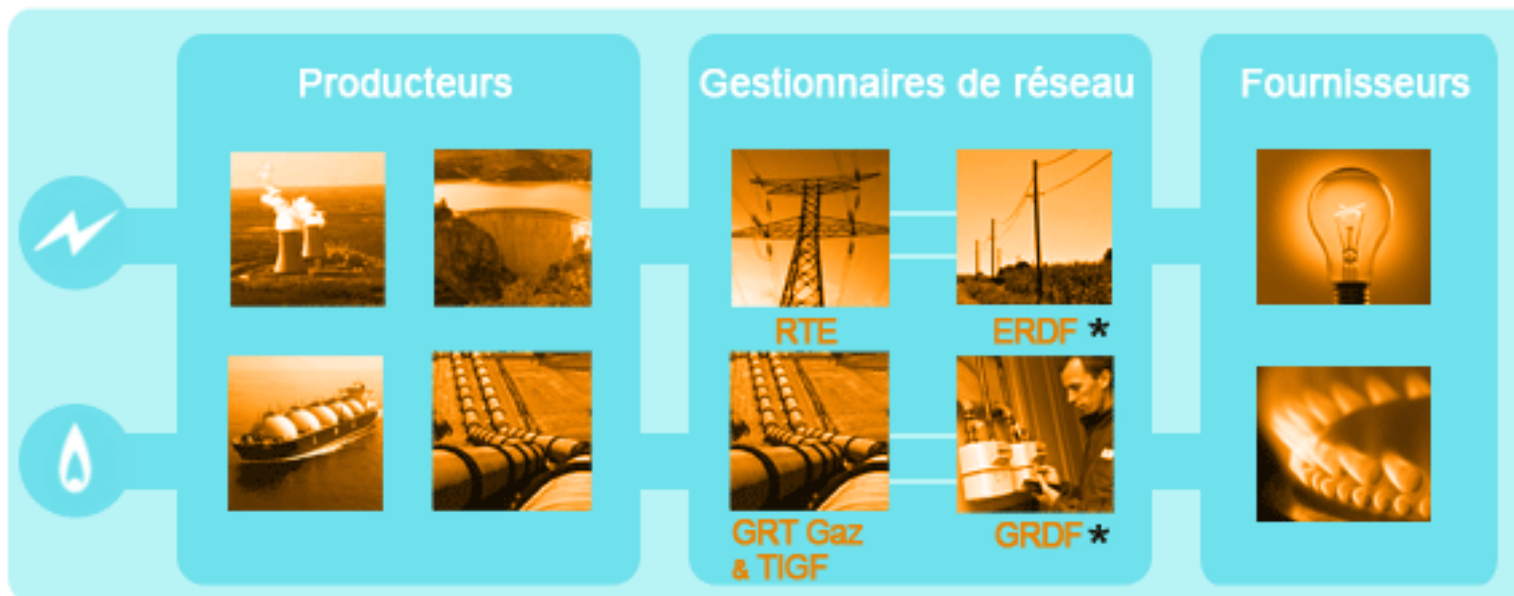 Producteurs
Gestionnaires de réseau
Fournisseurs
RTE
ERDF *
GRT Gaz
& TIGF
GRDF *